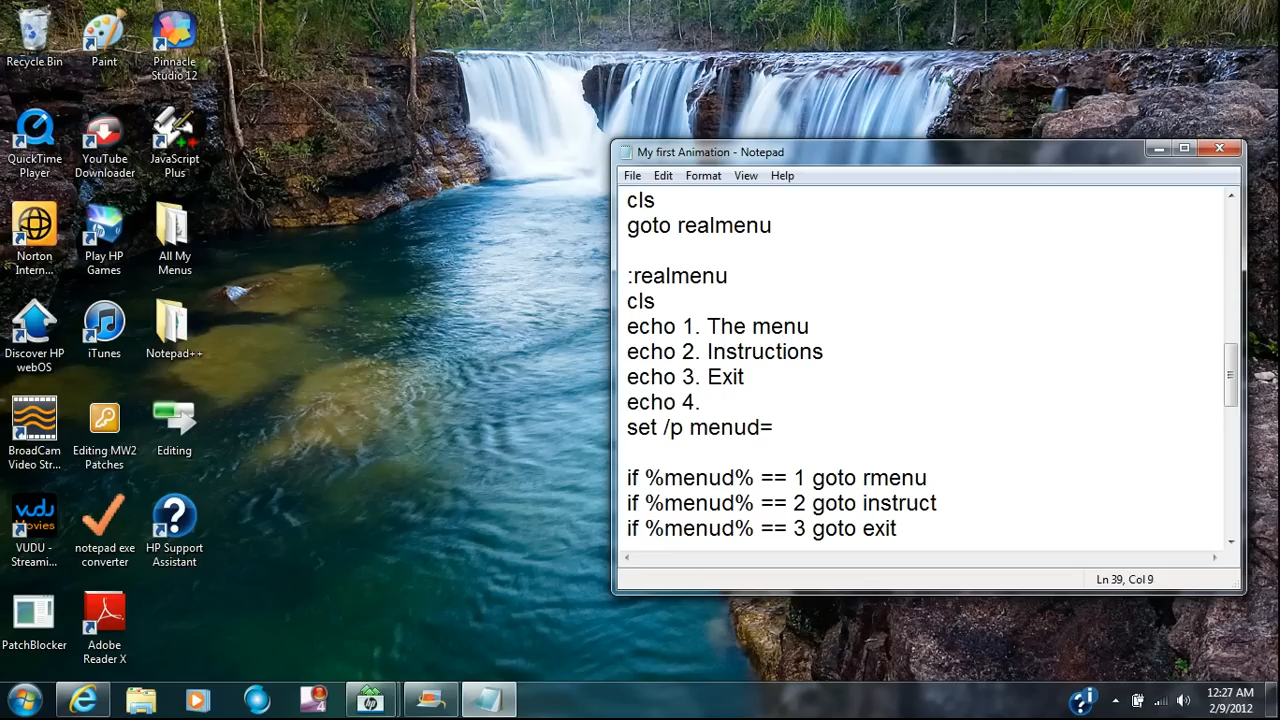 Recycle Bin
Paint
Pinnacle
Studio 12
QuickTime
Player
YouTube
Downloader
JavaScript
Plus
Norton
Intern...
Play HP
Games
All My
Menus
Discover HP
webOS
iTunes
Notepad++
BroadCam
Video Str...
Editing MW2
Patches
Editing
vudu
Movies
VUDU -
Streami...
notepad exe
converter
HP Support
Assistant
PatchBlocker
Adobe
Reader X
My first Animation - Notepad
File Edit Format View Help
cls
goto realmenu
:realmenu
cls
echo 1. The menu
echo 2. Instructions
echo 3. Exit
echo 4.
set /p menud=
if %menud% == 1 goto rmenu
if %menud% == 2 goto instruct
if %menud% == 3 goto exit
Ln 39, Col 9
4
hp
12:27 AM
2/9/2012